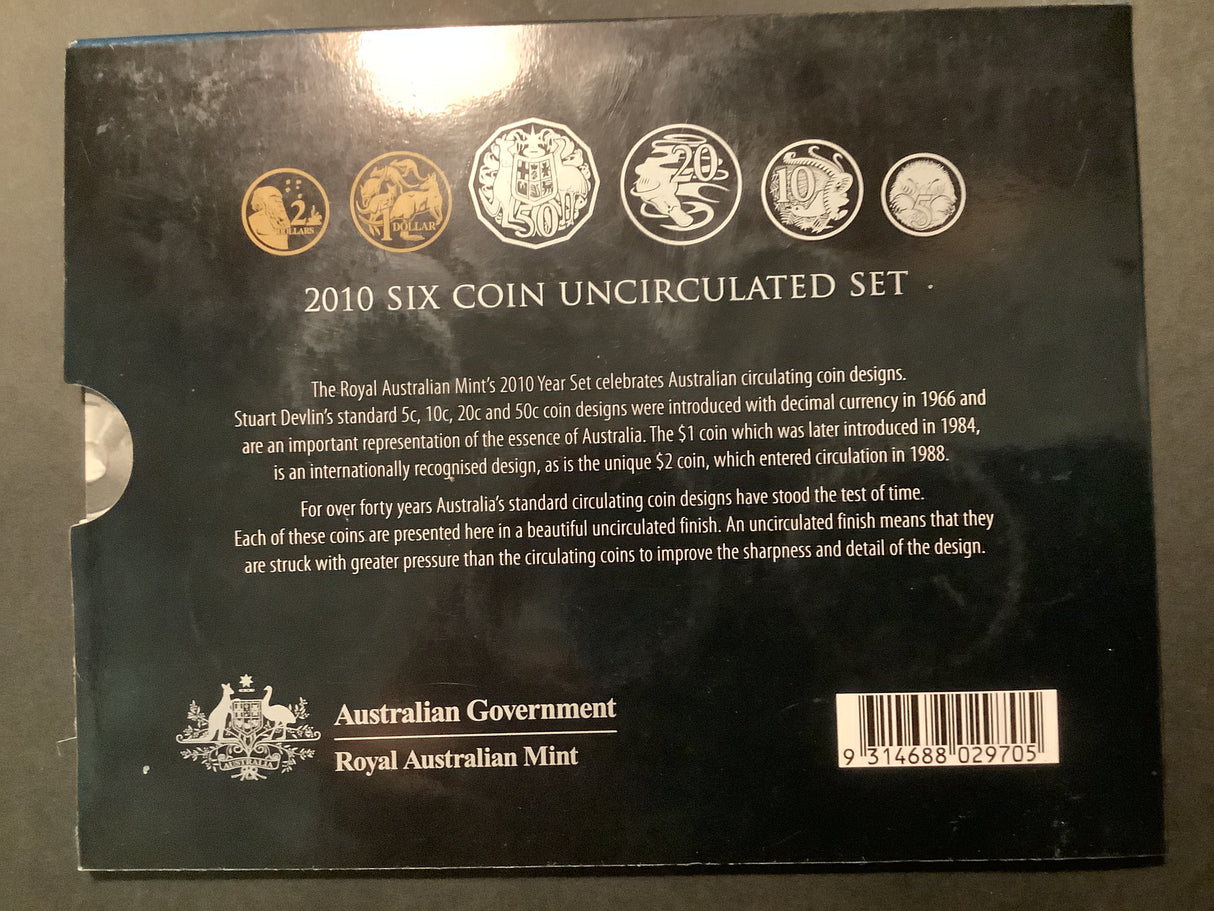 2 DOLLARS
1 DOLLAR
50
20
10
5
2010 SIX COIN UNCIRCULATED SET
The Royal Australian Mint's 2010 Year Set celebrates Australian circulating coin designs.
Stuart Devlin's standard 5c, 10c, 20c and 50c coin designs were introduced with decimal currency in 1966 and
are an important representation of the essence of Australia. The $1 coin which was later introduced in 1984,
is an internationally recognised design, as is the unique $2 coin, which entered circulation in 1988.
For over forty years Australia's standard circulating coin designs have stood the test of time.
Each of these coins are presented here in a beautiful uncirculated finish. An uncirculated finish means that they
are struck with greater pressure than the circulating coins to improve the sharpness and detail of the design.
AUSTRALIA
Australian Government
Royal Australian Mint
9 314688 029705